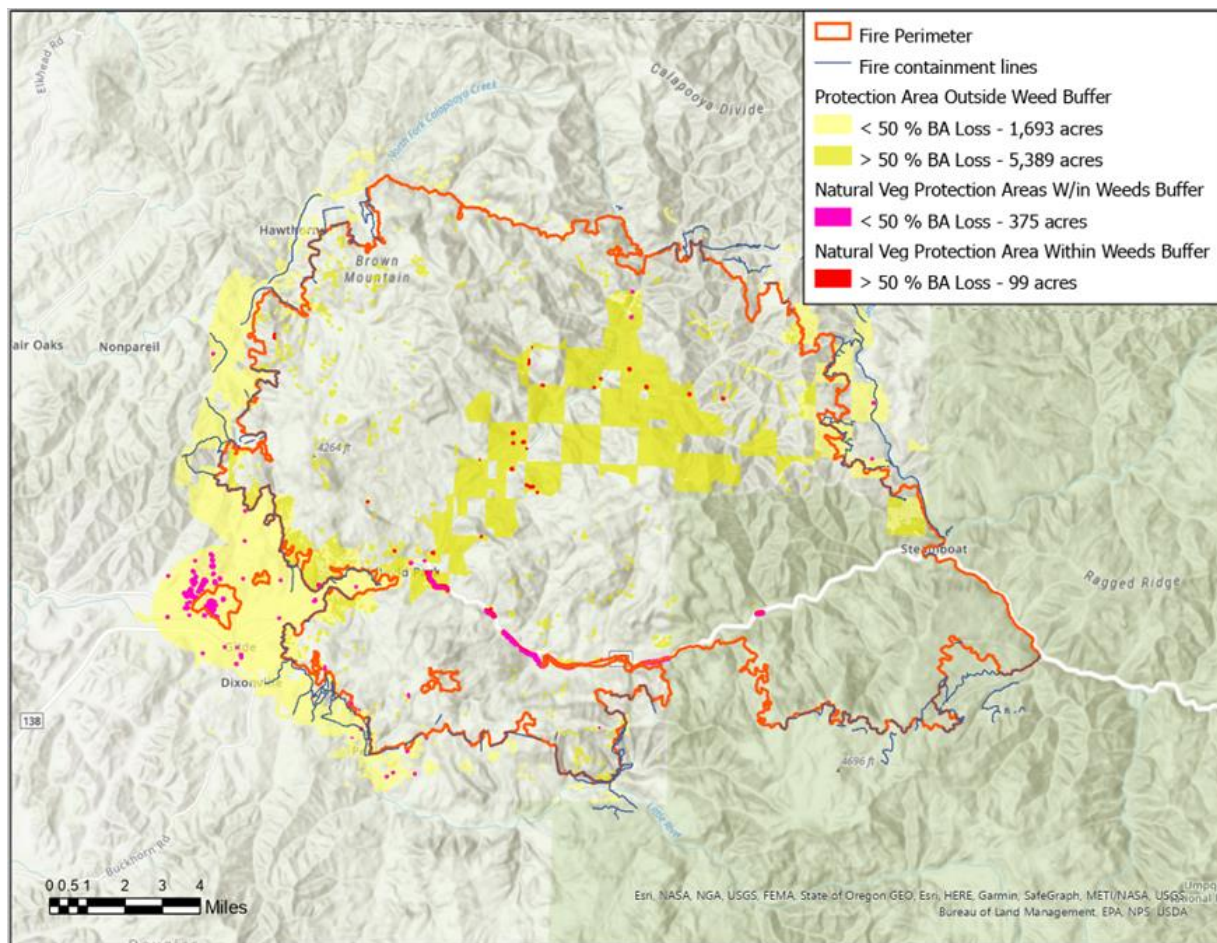 Fire Perimeter
Fire containment lines
Protection Area Outside Weed Buffer
< 50 % BA Loss - 1,693 acres
> 50 % BA Loss - 5,389 acres
Natural Veg Protection Areas W/in Weeds Buffer
< 50 % BA Loss - 375 acres
Natural Veg Protection Area Within Weeds Buffer
> 50 % BA Loss - 99 acres
Elkhead Rd
Calapooya Divide
North Fork Calapooya Creek
Hawthorn
Brown
Mountain
air Oaks
Nonpareil
4264 ft
Steamboat
Ragged Ridge
Glide
Dixonville
138
4696 ft
Little River
Buckhorn Rd
0 0.5 1 2 3 4
Miles
Esri, NASA, NGA, USGS, FEMA, State of Oregon GEO, Esri, HERE, Garmin, SafeGraph, METI/NASA, USGS,
Bureau of Land Management, EPA, NPS, USDA